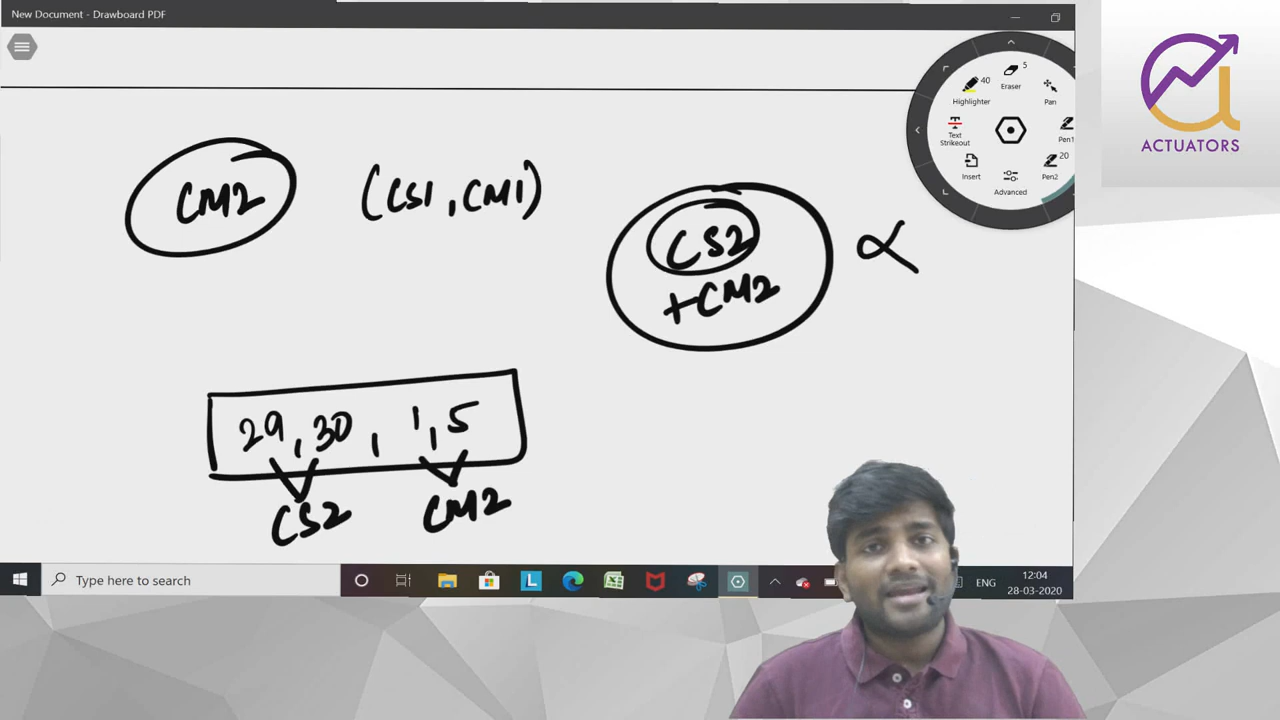 New Document - Drawboard PDF
40
Highlighter
5
Eraser
Pan
Text
Strikeout
Pen1
Insert
Advanced
20
Pen2
ACTUATORS
CM2
(CS1, CM1)
CS2
+CM2
∝
29, 30, 1, 5
CS2
CM2
Type here to search
ENG
12:04
28-03-2020